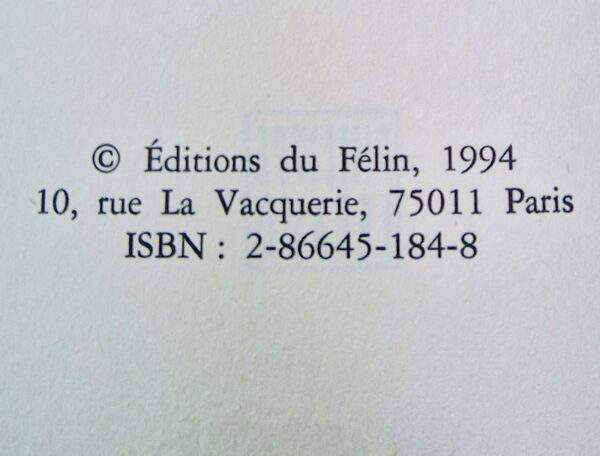 © Éditions du Félin, 1994
10, rue La Vacquerie, 75011 Paris
ISBN : 2-86645-184-8